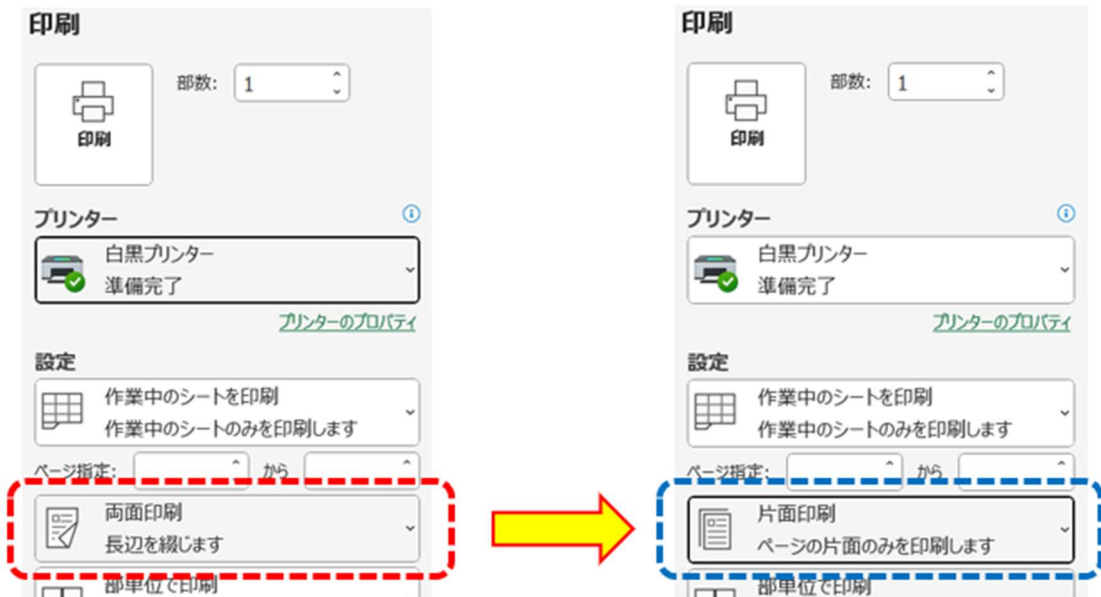 印刷
部数: 1
印刷
プリンター
白黒プリンター
準備完了
プリンターのプロパティ
設定
作業中のシートを印刷
作業中のシートのみを印刷します
ページ指定: から
両面印刷
長辺を綴じます
部単位で印刷
印刷
部数: 1
印刷
プリンター
白黒プリンター
準備完了
プリンターのプロパティ
設定
作業中のシートを印刷
作業中のシートのみを印刷します
ページ指定: から
片面印刷
ページの片面のみを印刷します
部単位で印刷